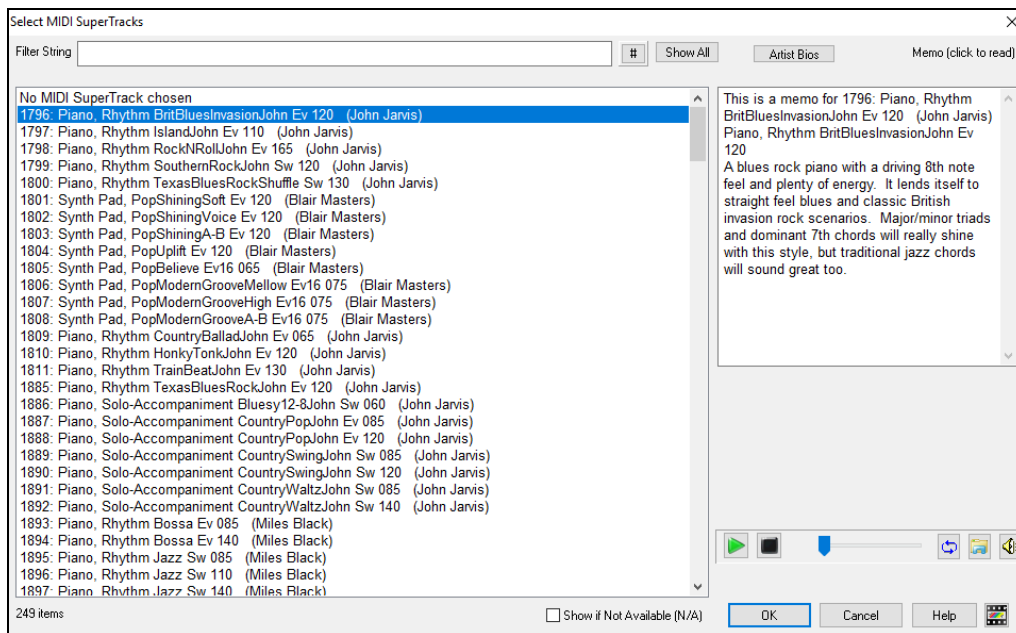 Select MIDI SuperTracks
Filter String
#
Show All
Artist Bios
Memo (click to read)
No MIDI SuperTrack chosen
1796: Piano, Rhythm BritBluesInvasionJohn Ev 120 (John Jarvis)
1797: Piano, Rhythm IslandJohn Ev 110 (John Jarvis)
1798: Piano, Rhythm RockNRollJohn Ev 165 (John Jarvis)
1799: Piano, Rhythm SouthernRockJohn Sw 120 (John Jarvis)
1800: Piano, Rhythm TexasBluesRockShuffle Sw 130 (John Jarvis)
1801: Synth Pad, PopShiningSoft Ev 120 (Blair Masters)
1802: Synth Pad, PopShiningVoice Ev 120 (Blair Masters)
1803: Synth Pad, PopShiningA-B Ev 120 (Blair Masters)
1804: Synth Pad, PopUplift Ev 120 (Blair Masters)
1805: Synth Pad, PopBelieve Ev16 065 (Blair Masters)
1806: Synth Pad, PopModernGrooveMellow Ev16 075 (Blair Masters)
1807: Synth Pad, PopModernGrooveHigh Ev16 075 (Blair Masters)
1808: Synth Pad, PopModernGrooveA-B Ev16 075 (Blair Masters)
1809: Piano, Rhythm CountryBalladJohn Ev 065 (John Jarvis)
1810: Piano, Rhythm HonkyTonkJohn Ev 120 (John Jarvis)
1811: Piano, Rhythm TrainBeatJohn Ev 130 (John Jarvis)
1885: Piano, Rhythm TexasBluesRockJohn Ev 120 (John Jarvis)
1886: Piano, Solo-Accompaniment Bluesy12-8John Sw 060 (John Jarvis)
1887: Piano, Solo-Accompaniment CountryPopJohn Ev 085 (John Jarvis)
1888: Piano, Solo-Accompaniment CountryPopJohn Ev 120 (John Jarvis)
1889: Piano, Solo-Accompaniment CountrySwingJohn Sw 085 (John Jarvis)
1890: Piano, Solo-Accompaniment CountrySwingJohn Sw 120 (John Jarvis)
1891: Piano, Solo-Accompaniment CountryWaltzJohn Sw 085 (John Jarvis)
1892: Piano, Solo-Accompaniment CountryWaltzJohn Sw 140 (John Jarvis)
1893: Piano, Rhythm Bossa Ev 085 (Miles Black)
1894: Piano, Rhythm Bossa Ev 140 (Miles Black)
1895: Piano, Rhythm Jazz Sw 085 (Miles Black)
1896: Piano, Rhythm Jazz Sw 110 (Miles Black)
1897: Piano, Rhythm Jazz Sw 140 (Miles Black)
This is a memo for 1796: Piano, Rhythm
BritBluesInvasionJohn Ev 120 (John Jarvis)
Piano, Rhythm BritBluesInvasionJohn Ev
120
A blues rock piano with a driving 8th note
feel and plenty of energy. It lends itself to
straight feel blues and classic British
invasion rock scenarios. Major/minor triads
and dominant 7th chords will really shine
with this style, but traditional jazz chords
will sound great too.
249 items
Show if Not Available (N/A)
OK
Cancel
Help